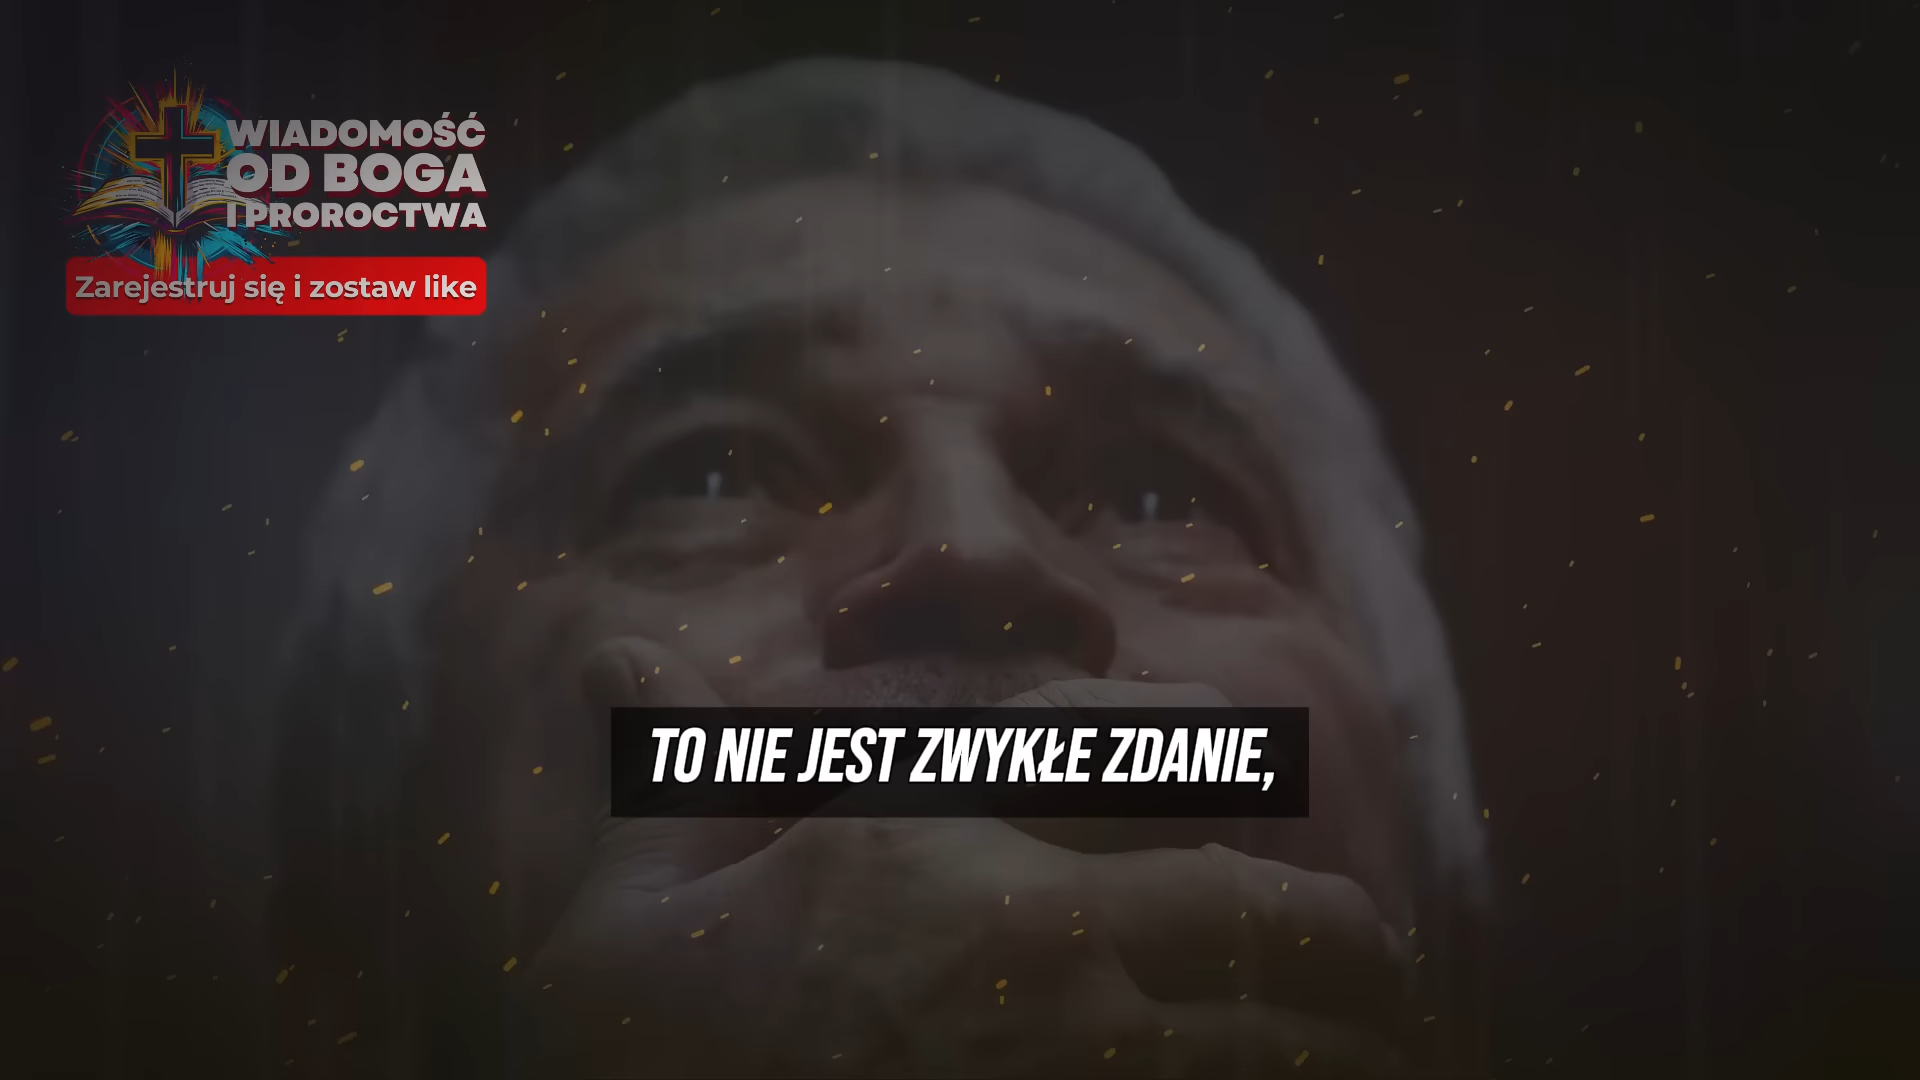 WIADOMOŚĆ
OD BOGA
I PROROCTWA
Zarejestruj się i zostaw like
TO NIE JEST ZWYKŁE ZDANIE,